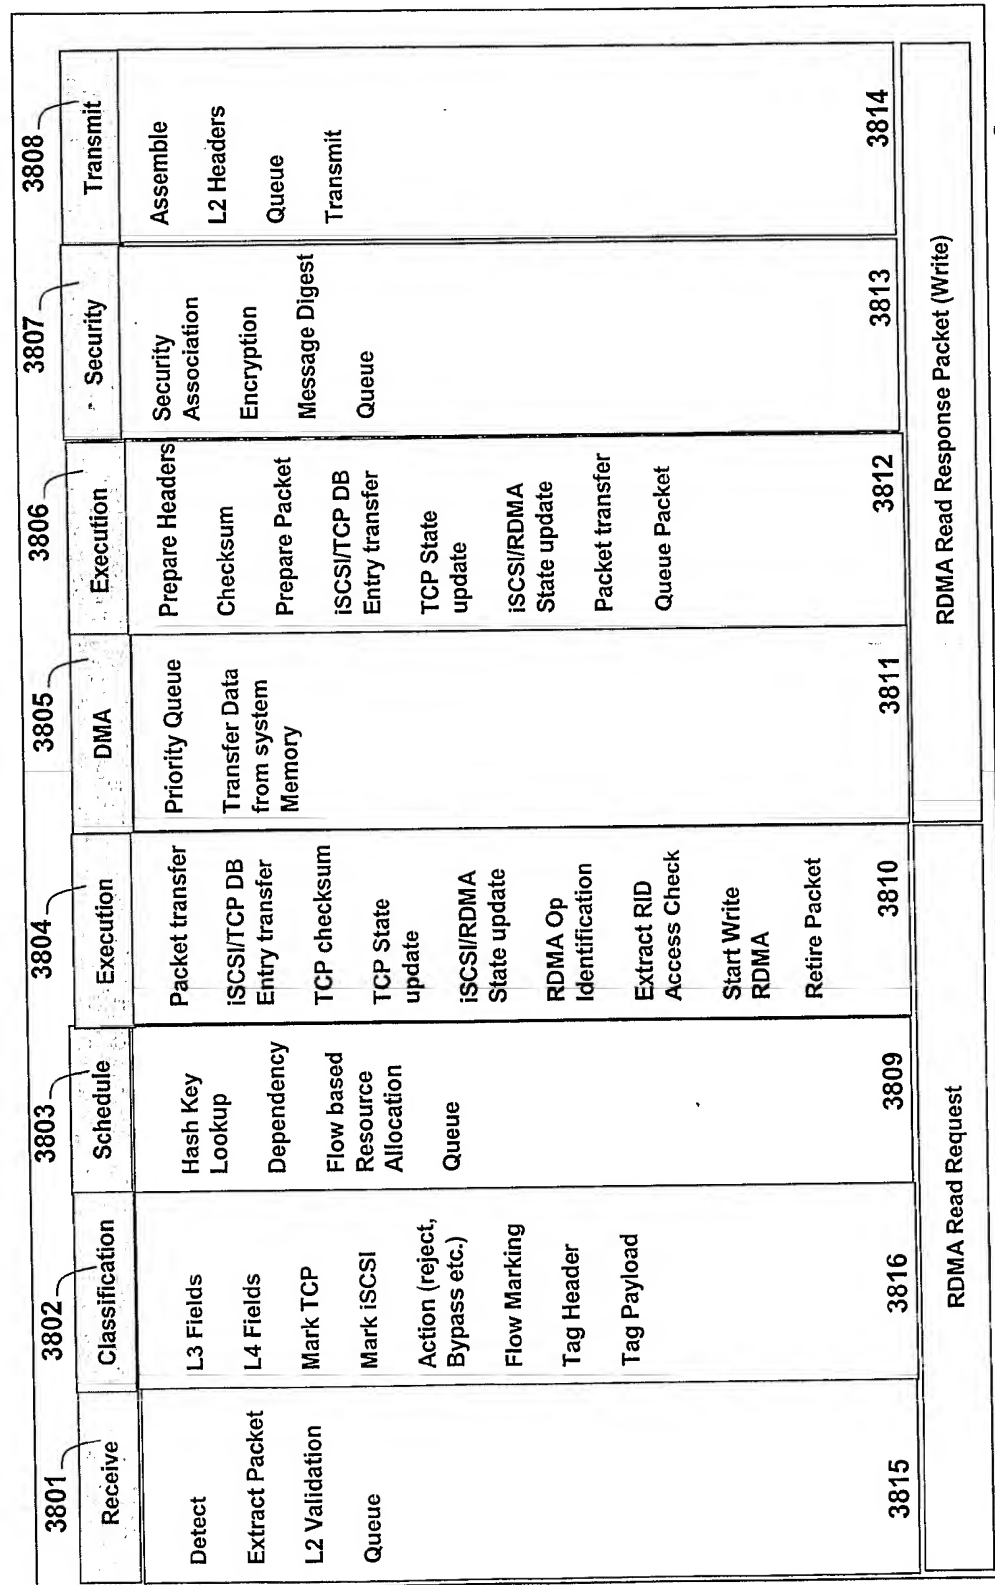 3801
3802
3803
3804
3805
3806
3807
3808
Receive
Classification
Schedule
Execution
DMA
Execution
Security
Transmit
Detect
Extract Packet
L2 Validation
Queue
3815
L3 Fields
L4 Fields
Mark TCP
Mark iSCSI
Action (reject,
Bypass etc.)
Flow Marking
Tag Header
Tag Payload
3816
Hash Key
Lookup
Dependency
Flow based
Resource
Allocation
Queue
3809
Packet transfer
iSCSI/TCP DB
Entry transfer
TCP checksum
TCP State
update
iSCSI/RDMA
State update
RDMA Op
Identification
Extract RID
Access Check
Start Write
RDMA
Retire Packet
3810
Priority Queue
Transfer Data
from system
Memory
3811
Prepare Headers
Checksum
Prepare Packet
iSCSI/TCP DB
Entry transfer
TCP State
update
iSCSI/RDMA
State update
Packet transfer
Queue Packet
3812
Security
Association
Encryption
Message Digest
Queue
3813
Assemble
L2 Headers
Queue
Transmit
3814
RDMA Read Request
RDMA Read Response Packet (Write)